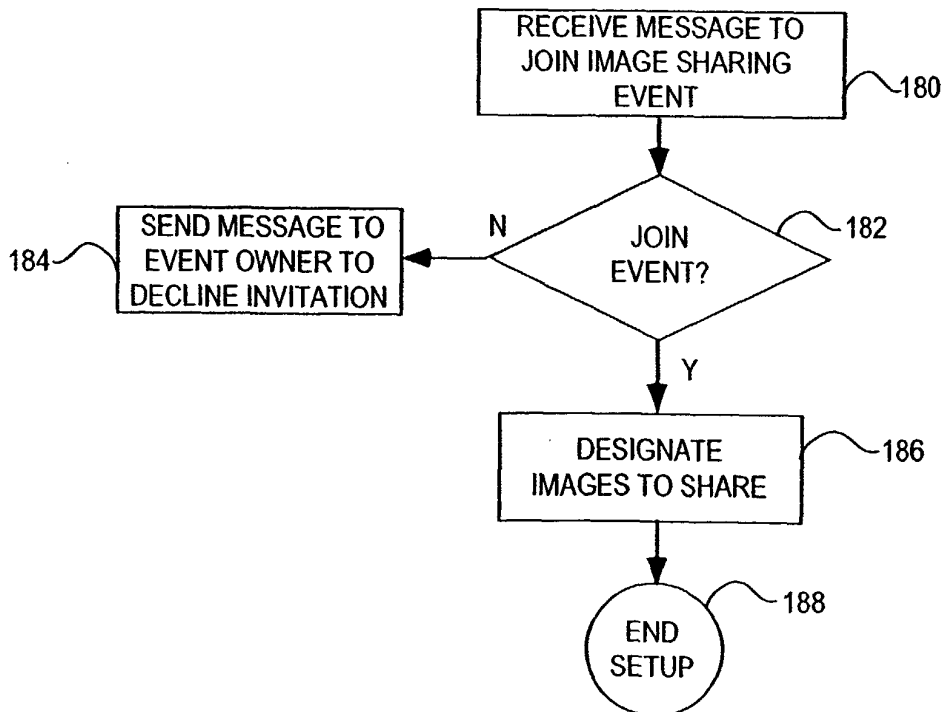 RECEIVE MESSAGE TO
JOIN IMAGE SHARING
EVENT
180
N
JOIN
EVENT?
182
184
SEND MESSAGE TO
EVENT OWNER TO
DECLINE INVITATION
Y
DESIGNATE
IMAGES TO SHARE
186
END
SETUP
188